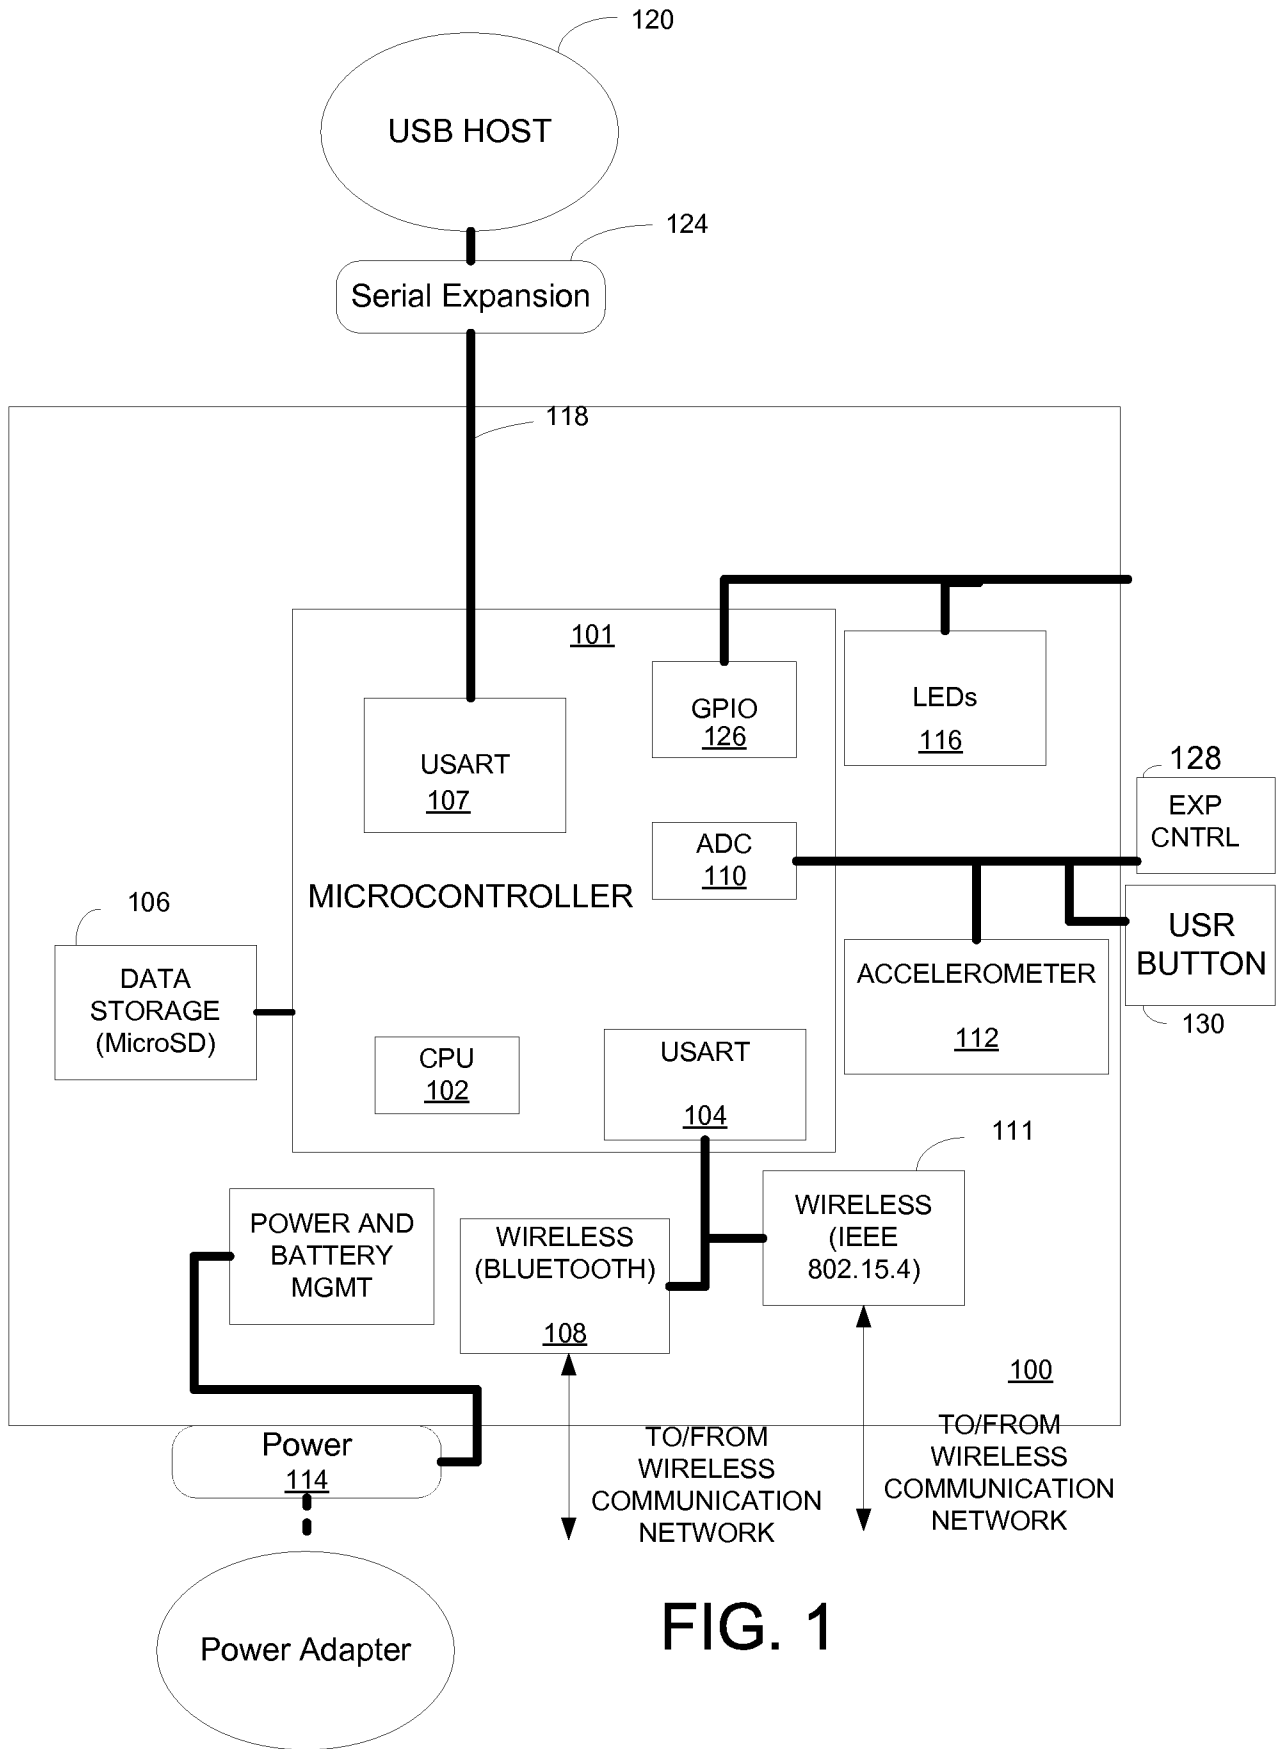 120
USB HOST
124
Serial Expansion
118
101
GPIO
126
LEDs
116
USART
107
128
EXP
CNTRL
ADC
110
MICROCONTROLLER
106
DATA
STORAGE
(MicroSD)
USR
BUTTON
130
ACCELEROMETER
112
CPU
102
USART
104
111
POWER AND
BATTERY
MGMT
WIRELESS
(BLUETOOTH)
108
WIRELESS
(IEEE
802.15.4)
100
Power
114
TO/FROM
WIRELESS
COMMUNICATION
NETWORK
TO/FROM
WIRELESS
COMMUNICATION
NETWORK
Power Adapter
FIG. 1